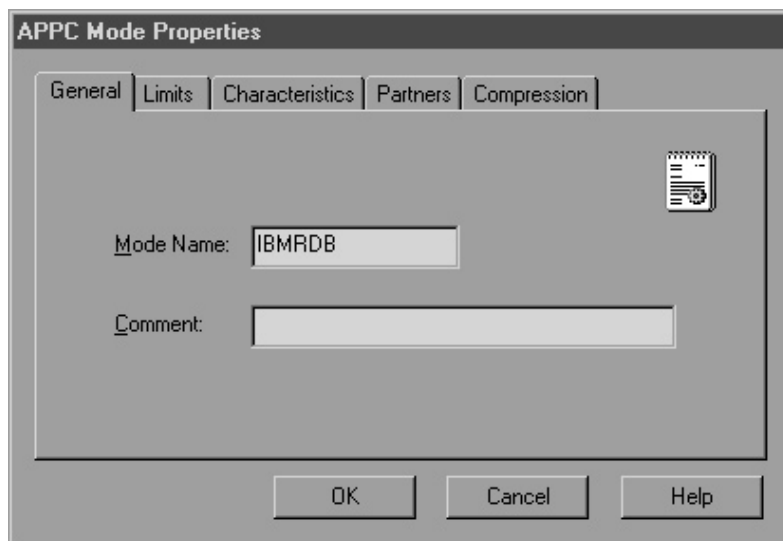 APPC Mode Properties
General Limits Characteristics Partners Compression
Mode Name: IBMRDB
Comment:
OK Cancel Help